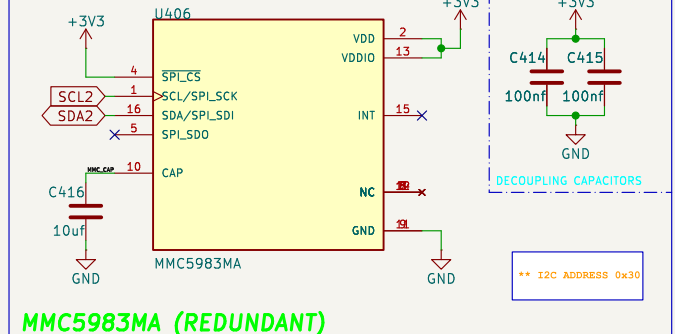 U406
+3V3
+3V3
+3V3
VDD 2
VDDIO 13
C414 C415
4 SPI_CS
1 SCL/SPI_SCK
SCL2
16 SDA/SPI_SDI
SDA2
5 SPI_SDO
INT 15
100nf 100nf
GND
10 CAP
MMC_CAP
DECOUPLING CAPACITORS
C416
NC
10uf
GND
GND
GND
MMC5983MA
** I2C ADDRESS 0x30
MMC5983MA (REDUNDANT)